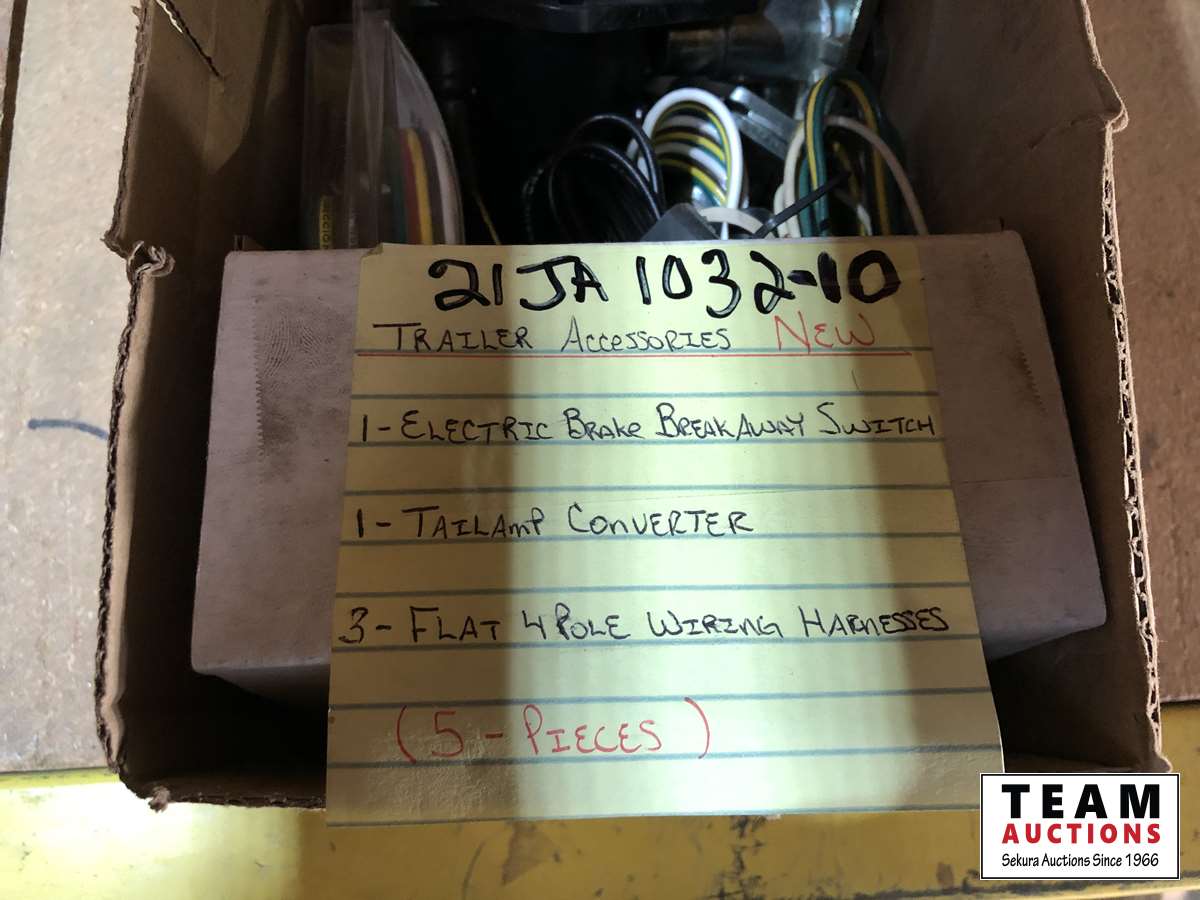 21JA 1032-10
TRAILER ACCESSORIES NEW
1-ELECTRIC BRAKE BREAKAWAY SWITCH
1-TAILAMP CONVERTER
3-FLAT 4 POLE WIRING HARNESSES
(5-PIECES)
TEAM
AUCTIONS
Sekura Auctions Since 1966